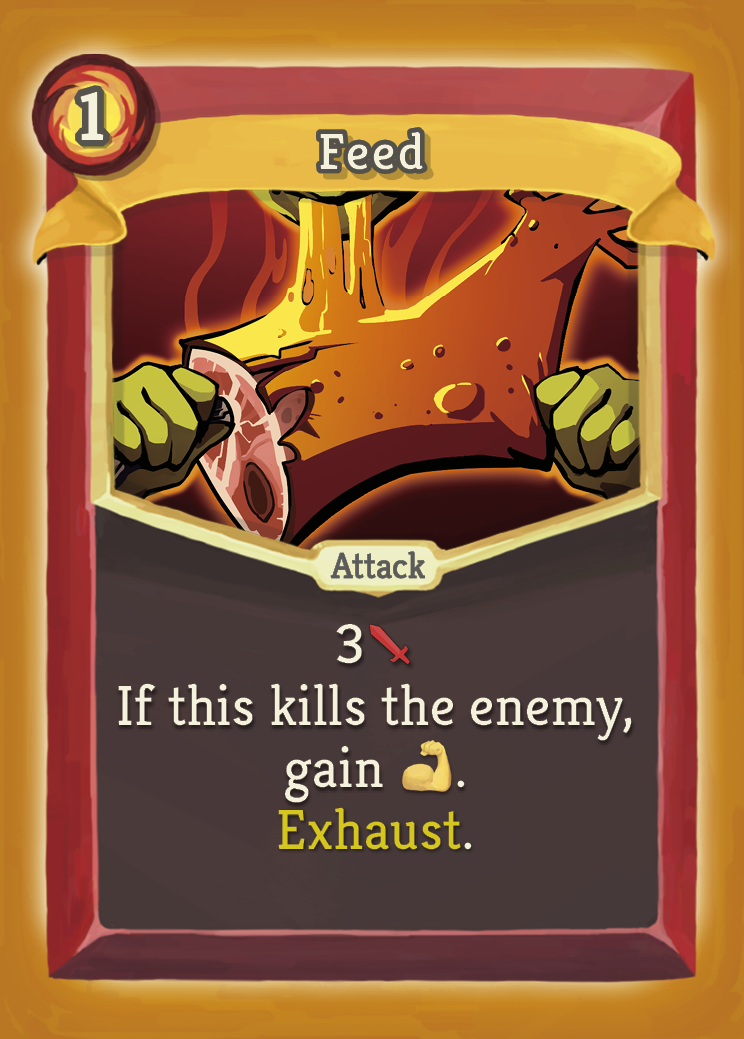 1
Feed
Attack
3
If this kills the enemy,
gain .
Exhaust.